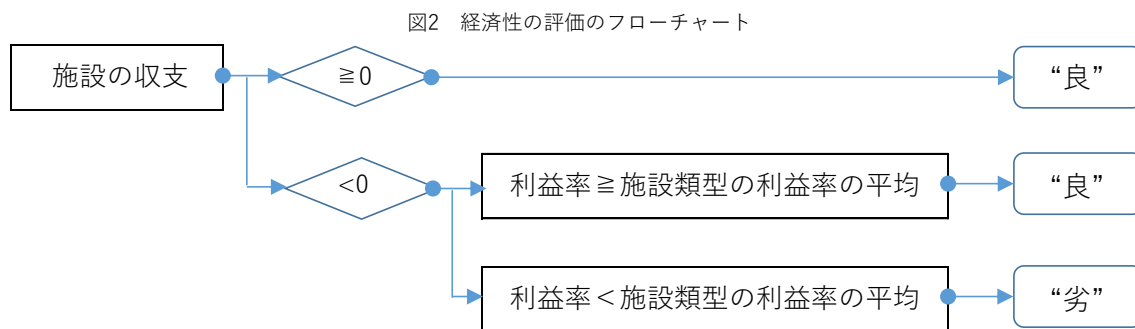 図2　経済性の評価のフローチャート
施設の収支
≧0
“良”
<0
利益率≧施設類型の利益率の平均
“良”
利益率＜施設類型の利益率の平均
“劣”